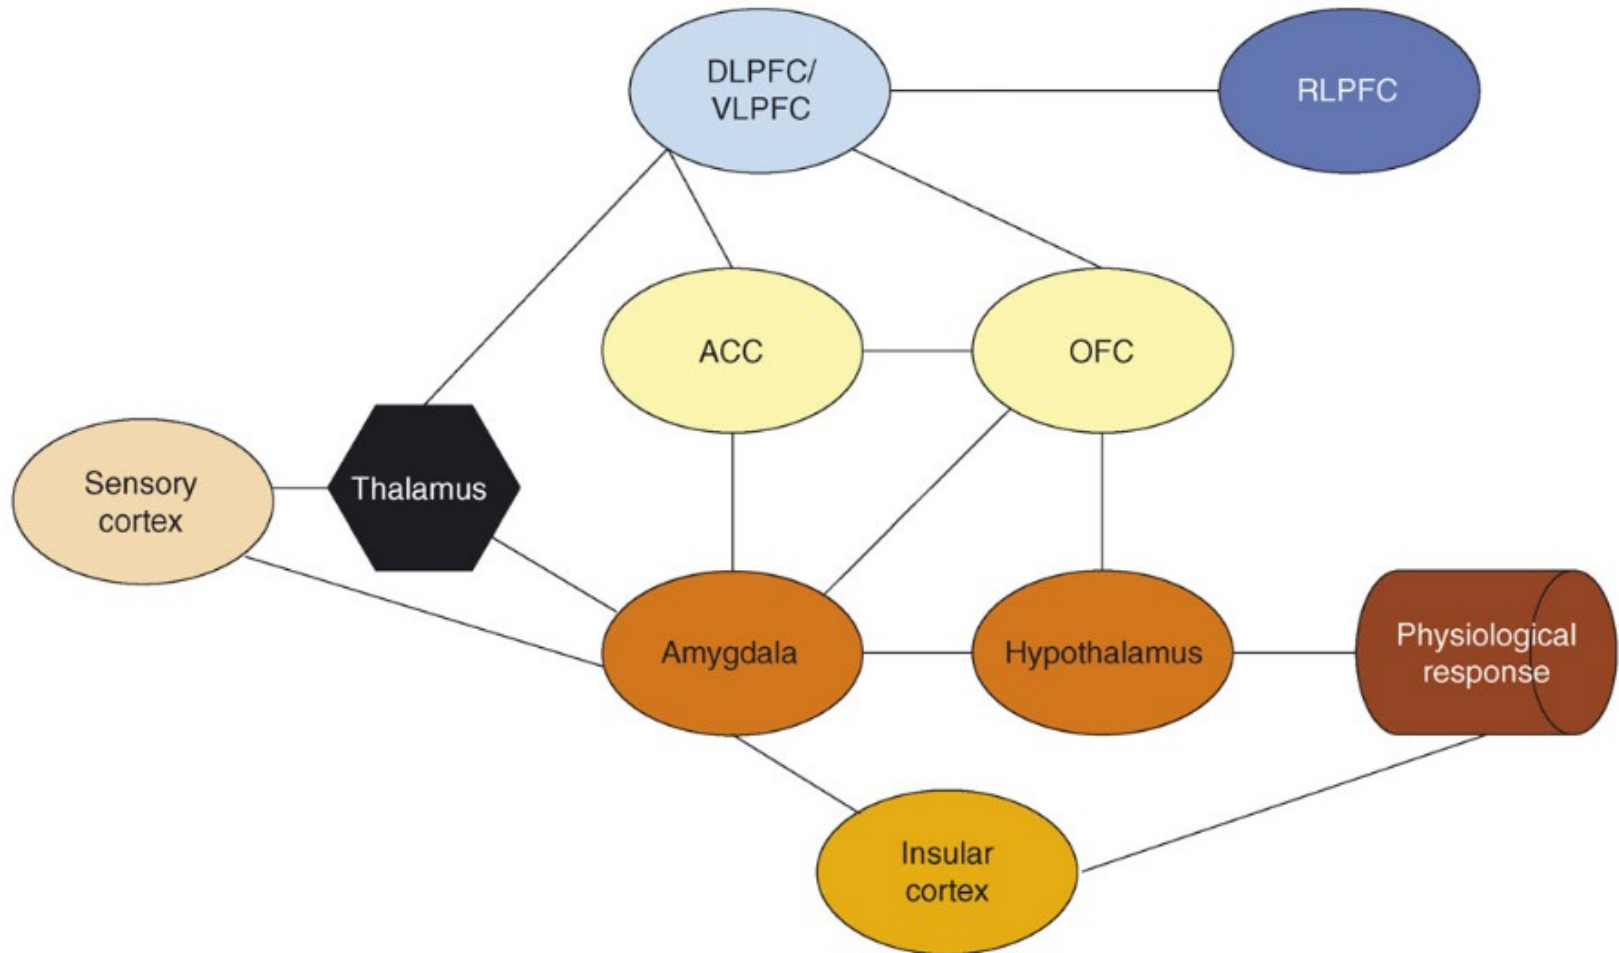 DLPFC/
VLPFC
RLPFC
ACC
OFC
Sensory
cortex
Thalamus
Amygdala
Hypothalamus
Physiological
response
Insular
cortex